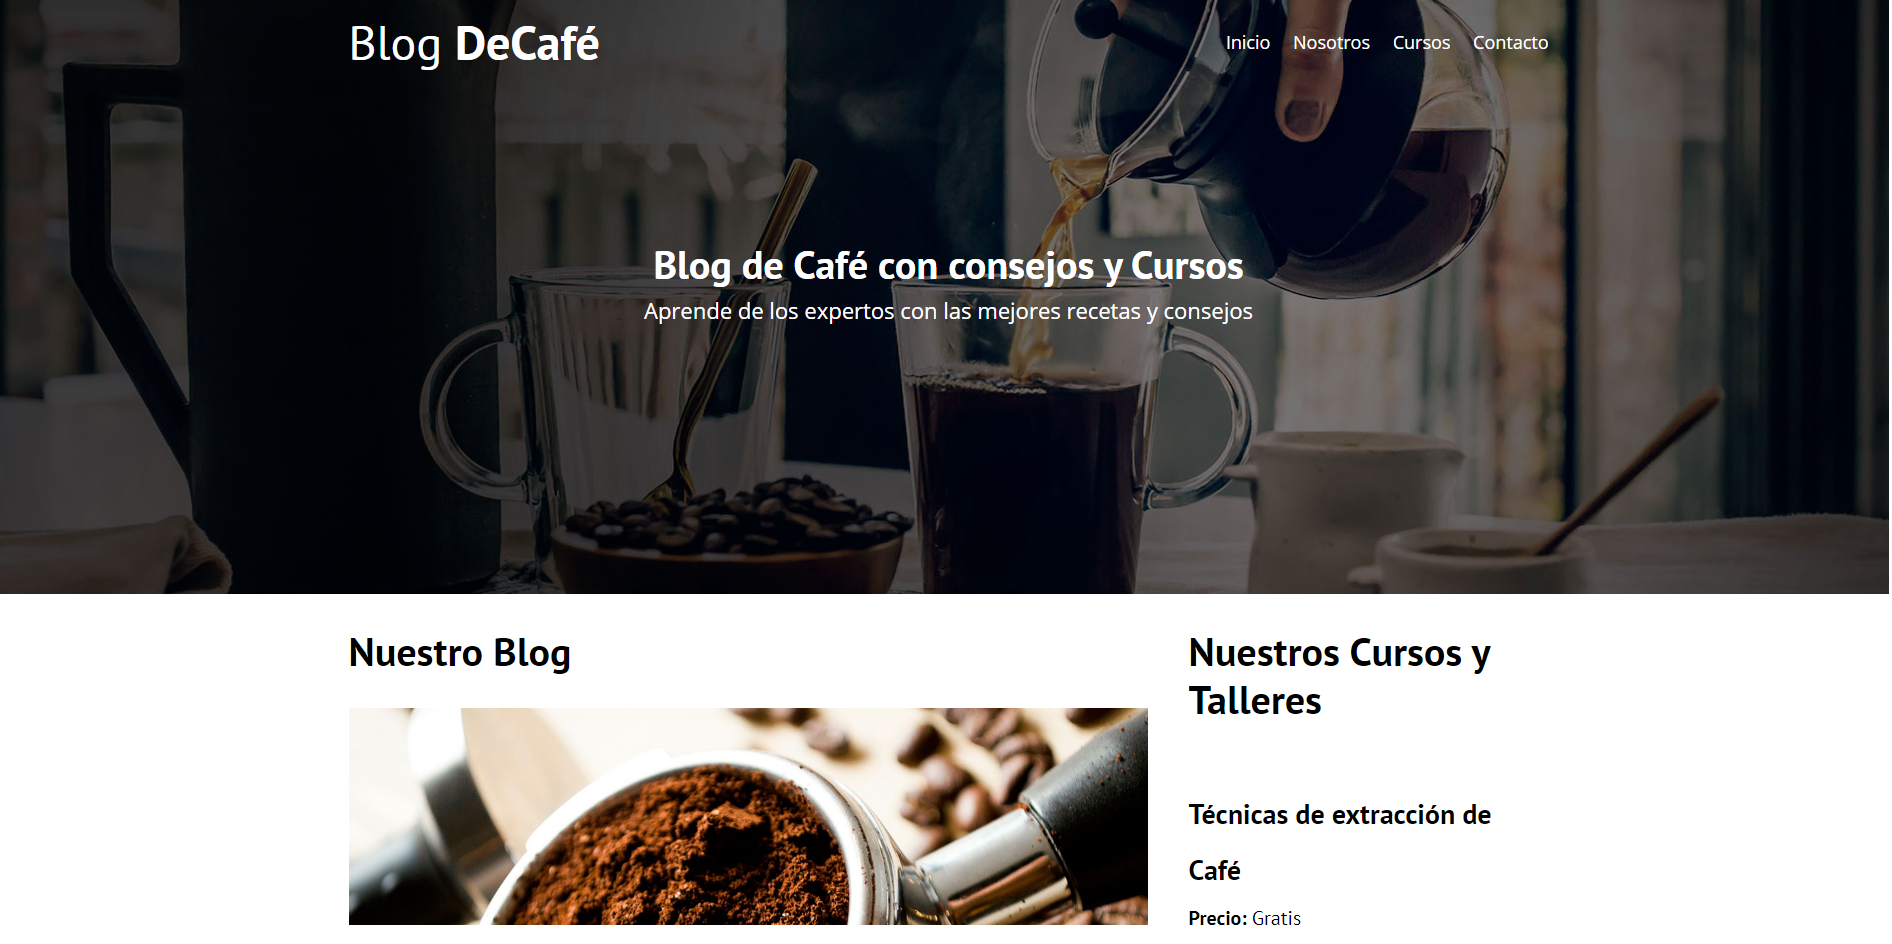 Blog DeCafé
Inicio Nosotros Cursos Contacto
Blog de Café con consejos y Cursos
Aprende de los expertos con las mejores recetas y consejos
Nuestro Blog
Nuestros Cursos y
Talleres
Técnicas de extracción de
Café
Precio: Gratis